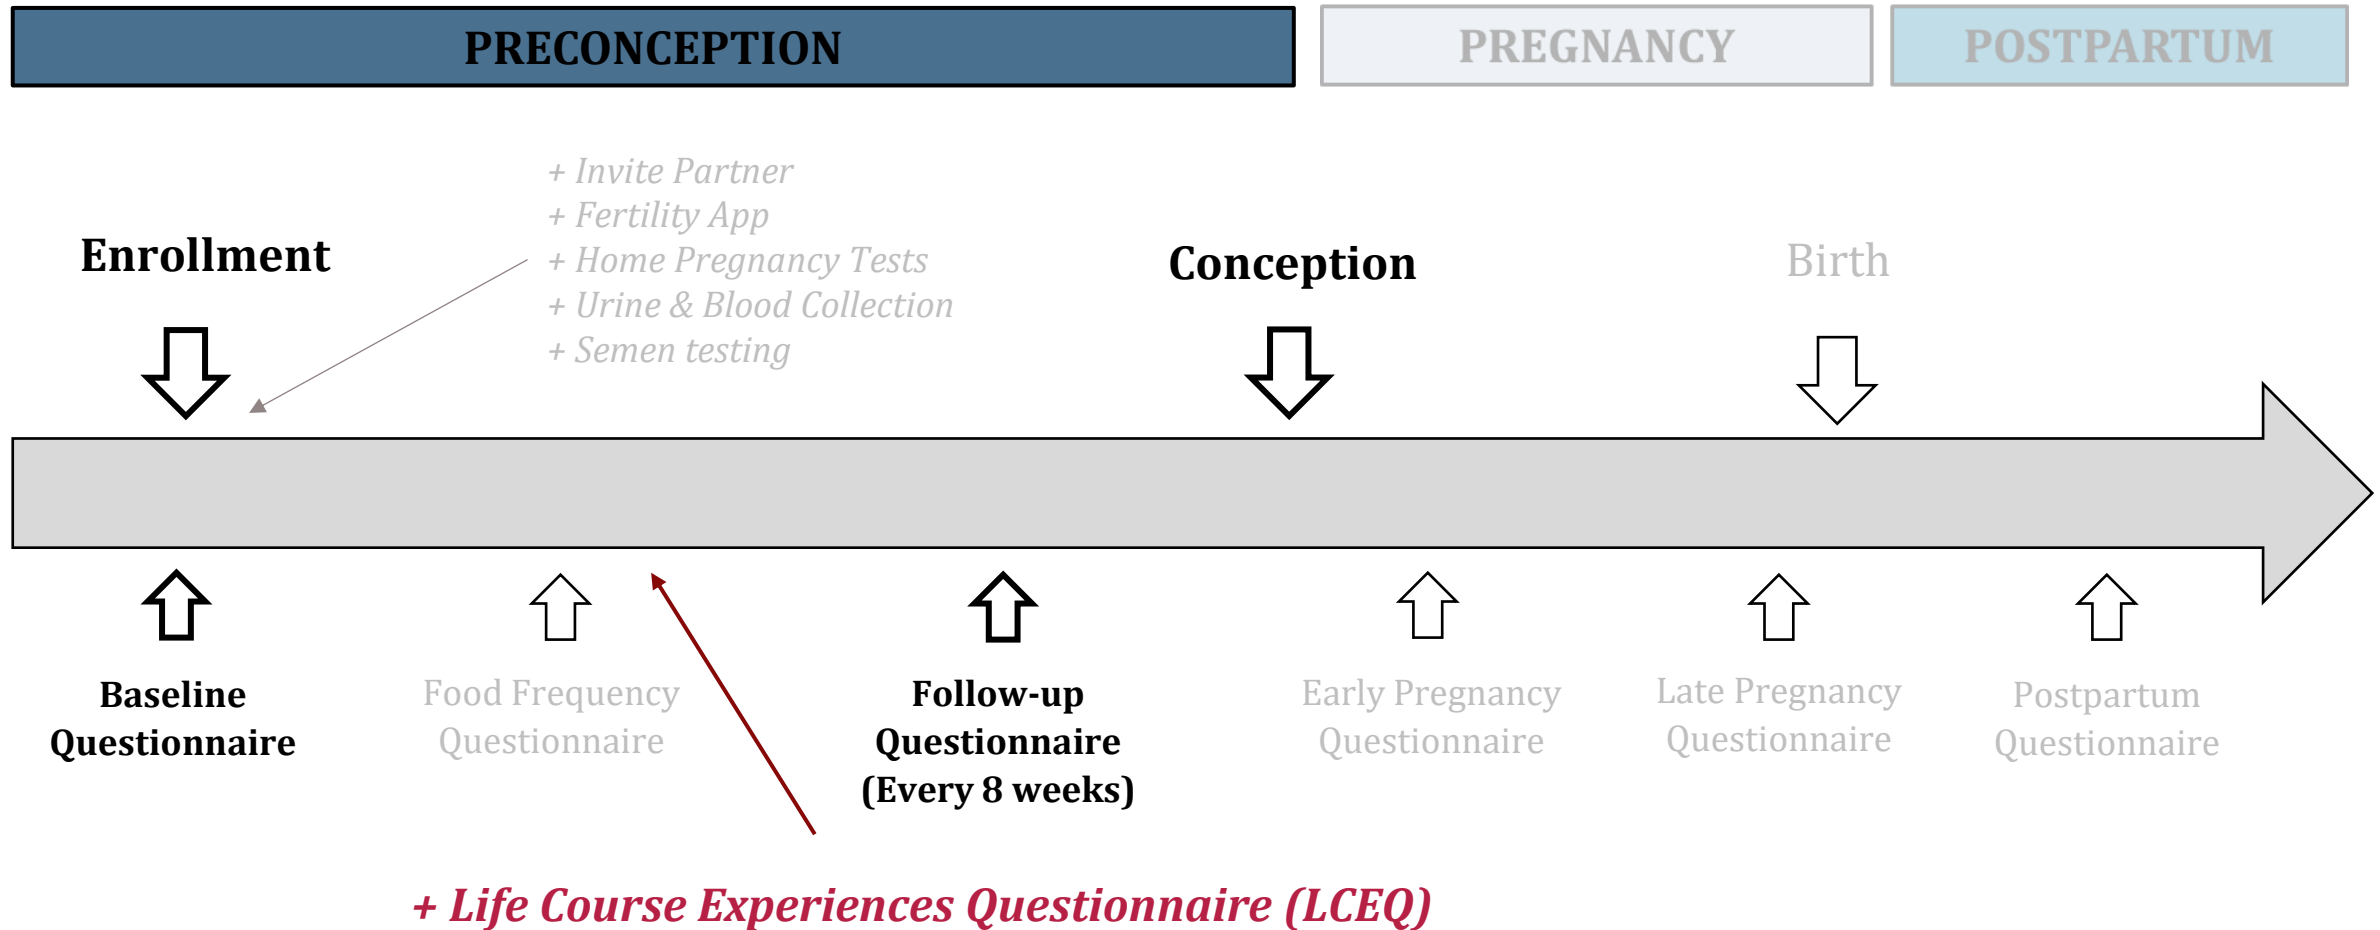 PRECONCEPTION
PREGNANCY
POSTPARTUM
+ Invite Partner
+ Fertility App
+ Home Pregnancy Tests
+ Urine & Blood Collection
+ Semen testing
Enrollment
Conception
Birth
Baseline
Questionnaire
Food Frequency
Questionnaire
Follow-up
Questionnaire
(Every 8 weeks)
Early Pregnancy
Questionnaire
Late Pregnancy
Questionnaire
Postpartum
Questionnaire
+ Life Course Experiences Questionnaire (LCEQ)